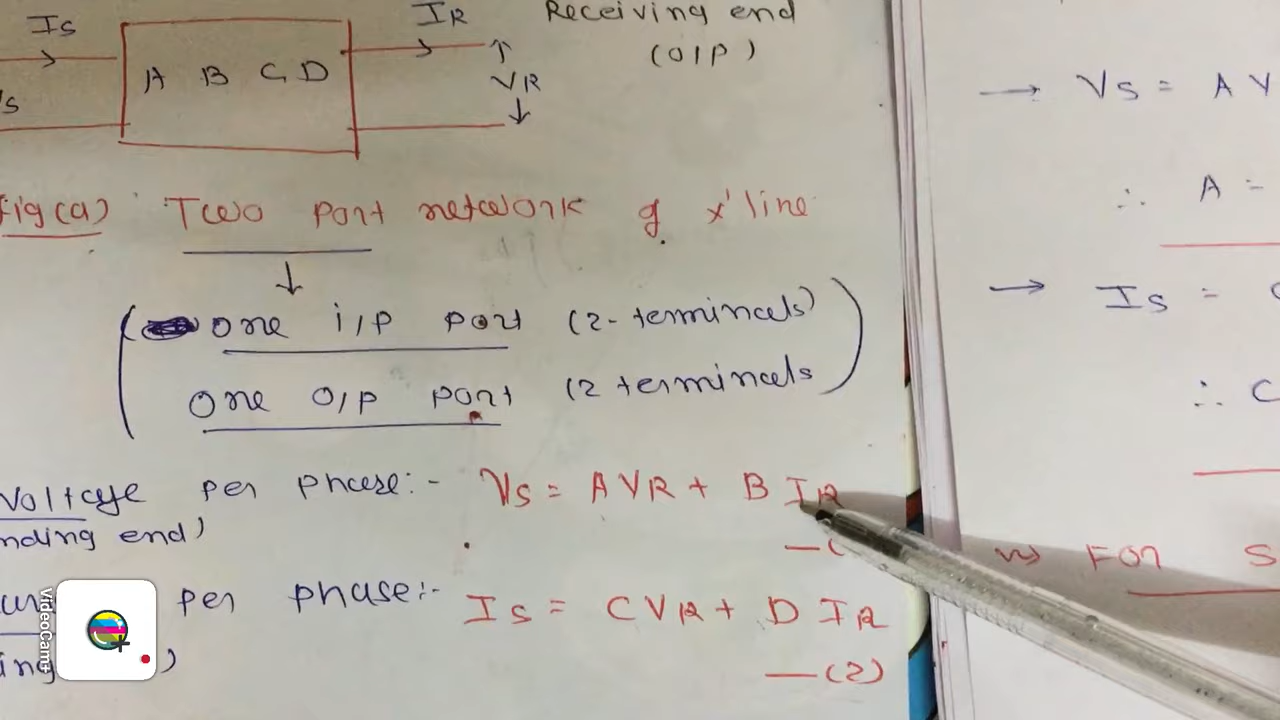 IS
IR
Receiving end
(O/P)
A B C D
VR
Fig(a) Two port network of x'line
(one i/p port (2-terminals)
one o/p port (2 terminals)
Voltage per phase:- VS = A VR + B IR
nding end)
per phase:- IS = C VR + D IR
—(2)
→ VS = A V
∴ A =
→ IS =
∴ C
For S
VideoCam+